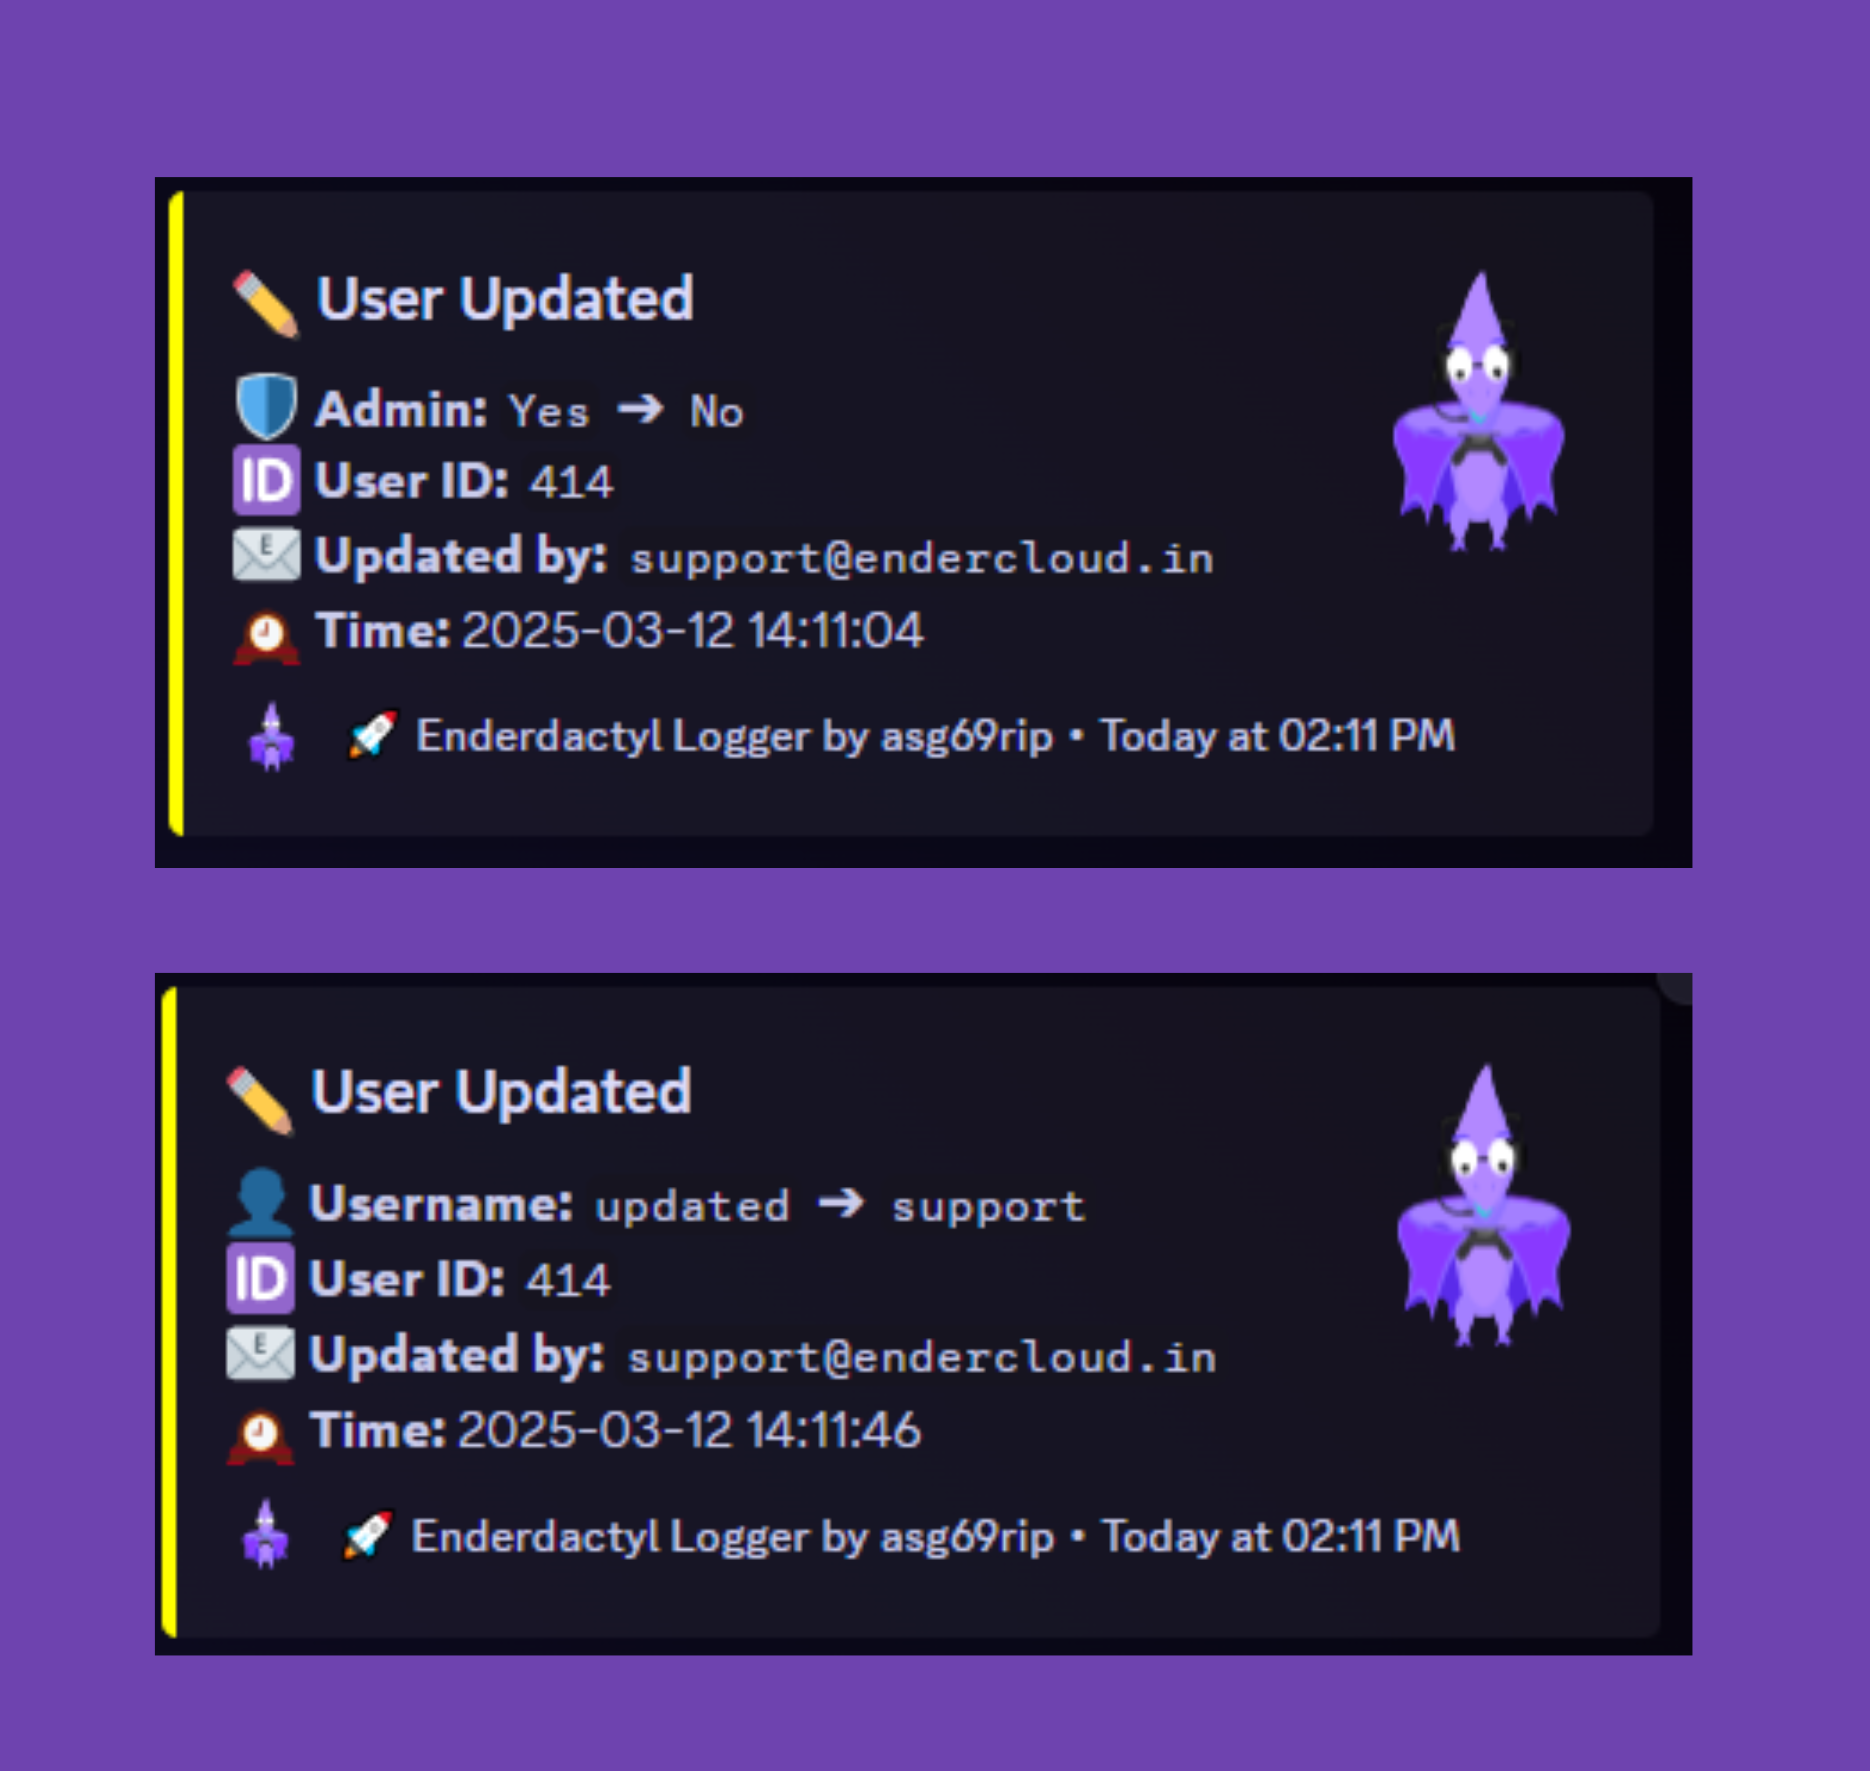 ✏️ User Updated
🛡️ Admin: Yes ➔ No
🆔 User ID: 414
📧 Updated by: support@endercloud.in
🕰️ Time: 2025-03-12 14:11:04
🚀 Enderdactyl Logger by asg69rip • Today at 02:11 PM
✏️ User Updated
👤 Username: updated ➔ support
🆔 User ID: 414
📧 Updated by: support@endercloud.in
🕰️ Time: 2025-03-12 14:11:46
🚀 Enderdactyl Logger by asg69rip • Today at 02:11 PM